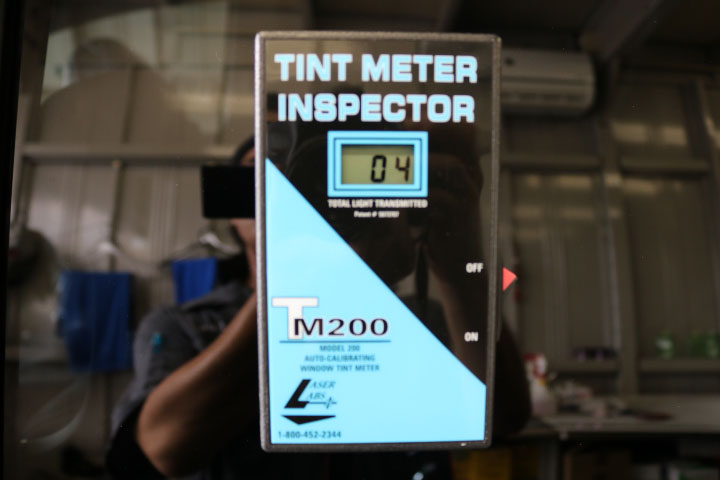 TINT METER
INSPECTOR
04
TOTAL LIGHT TRANSMITTED
Patent #
OFF
TM200
ON
MODEL 200
AUTO-CALIBRATING
WINDOW TINT METER
LASER
LABS
1-800-452-2344